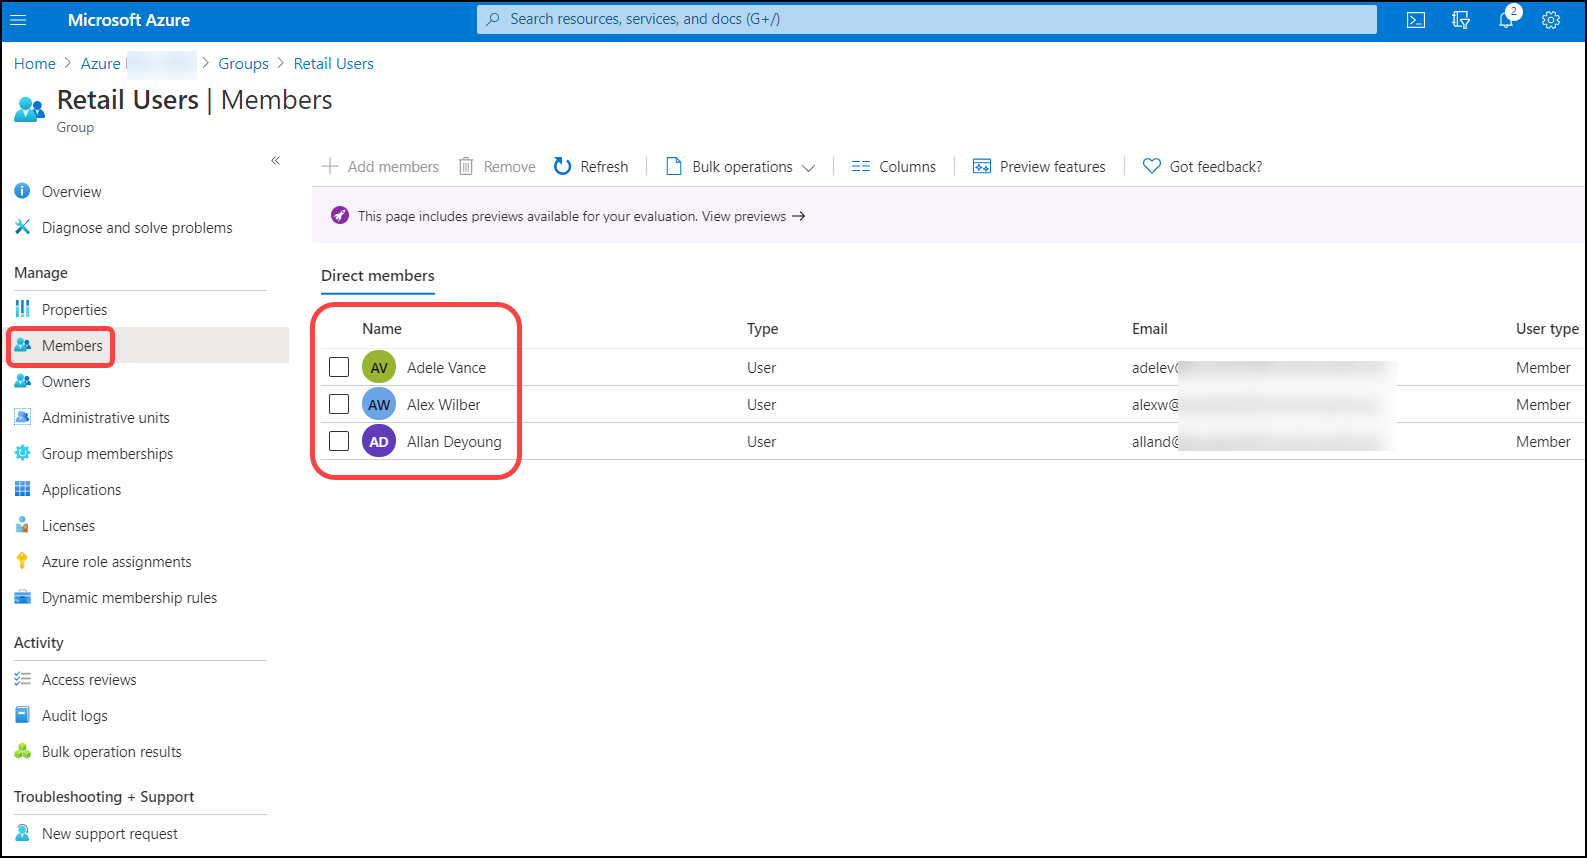 Microsoft Azure
Search resources, services, and docs (G+/)
2
Home > Azure > Groups > Retail Users
Retail Users | Members
Group
«
Add members Remove Refresh Bulk operations Columns Preview features Got feedback?
This page includes previews available for your evaluation. View previews →
Overview
Diagnose and solve problems
Manage
Properties
Members
Owners
Administrative units
Group memberships
Applications
Licenses
Azure role assignments
Dynamic membership rules
Activity
Access reviews
Audit logs
Bulk operation results
Troubleshooting + Support
New support request
Direct members
Name Type Email User type
AV Adele Vance User adelev@ Member
AW Alex Wilber User alexw@ Member
AD Allan Deyoung User alland@ Member